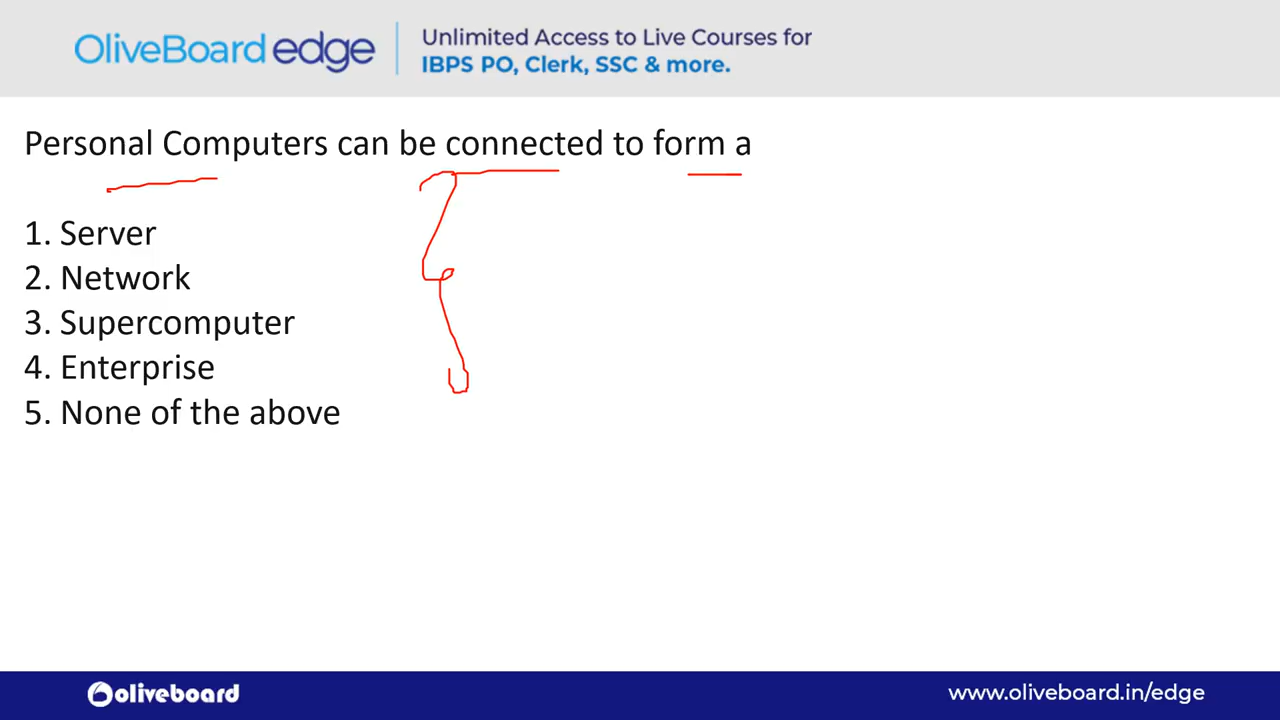 OliveBoard edge
Unlimited Access to Live Courses for
IBPS PO, Clerk, SSC & more.
Personal Computers can be connected to form a
1. Server
2. Network
3. Supercomputer
4. Enterprise
5. None of the above
oliveboard
www.oliveboard.in/edge